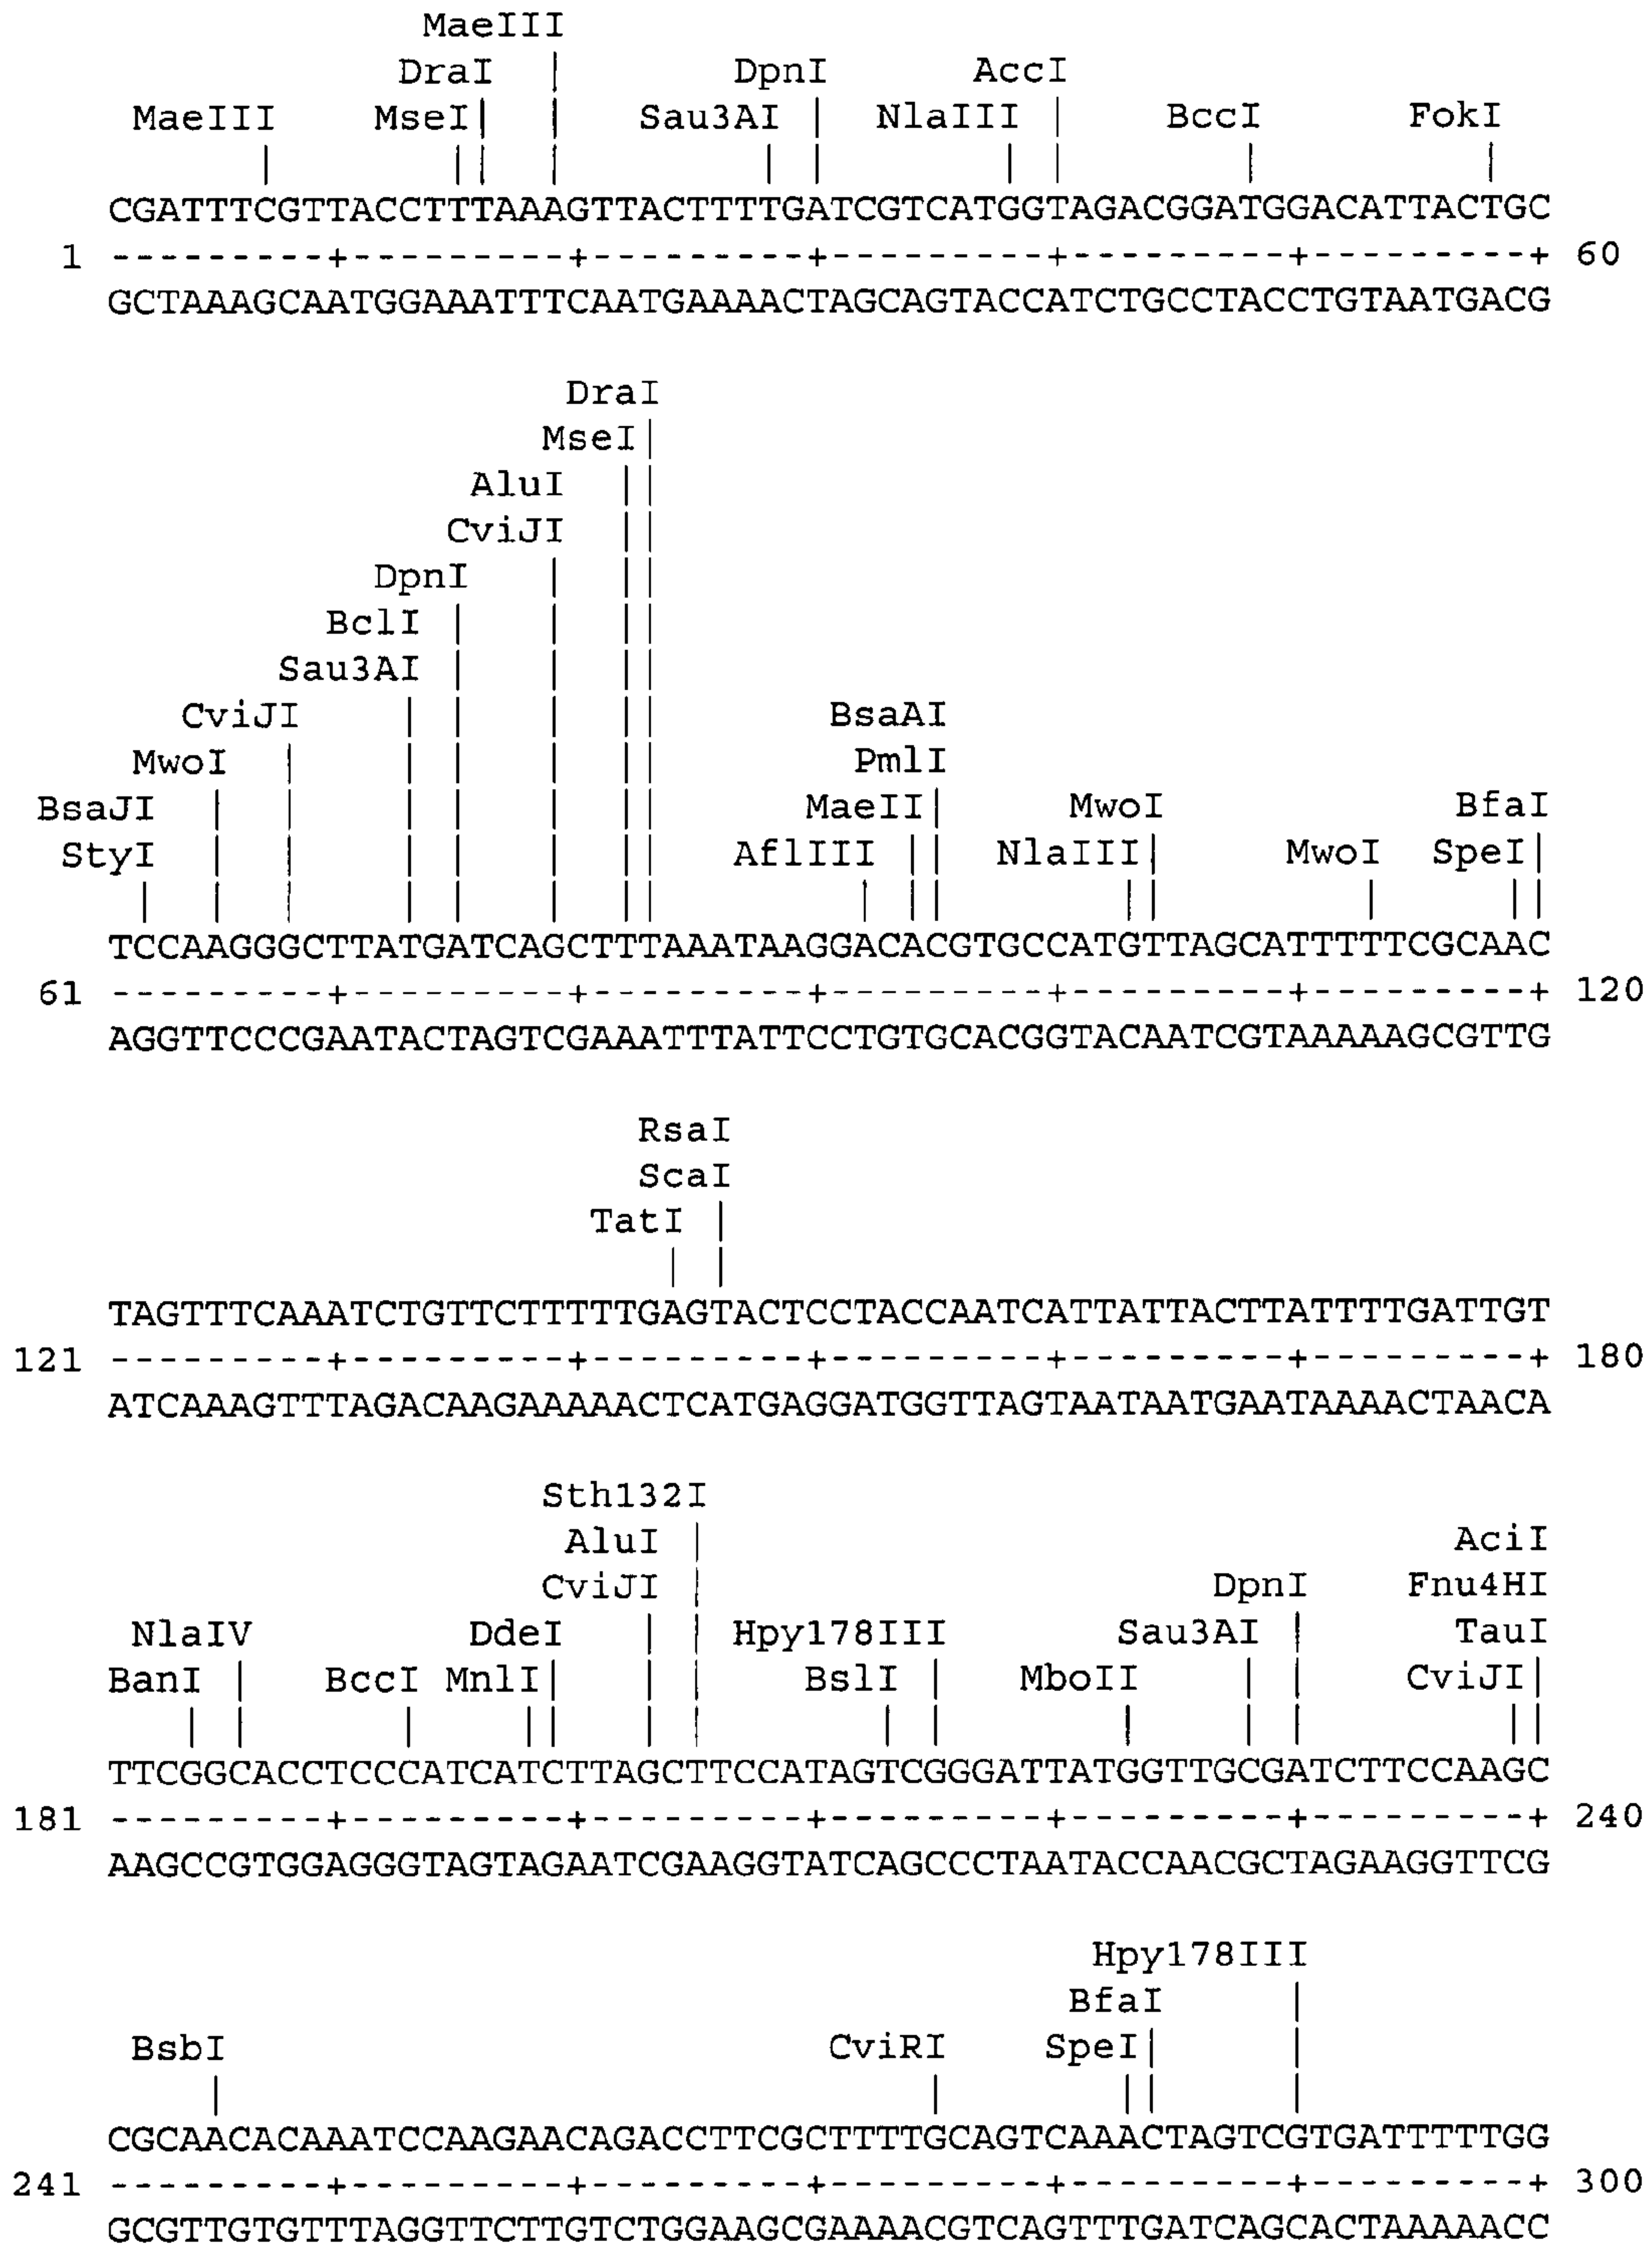 MaeIII
DraI DpnI AccI
MaeIII MseI Sau3AI NlaIII BccI FokI
CGATTTCGTTACCTTTAAAGTTACTTTTGATCGTCATGGTAGACGGATGGACATTACTGC
1 ---------+---------+---------+---------+---------+---------+ 60
GCTAAAGCAATGGAAATTTCAATGAAAACTAGCAGTACCATCTGCCTACCTGTAATGACG
DraI
MseI
AluI
CviJI
DpnI
BclI
Sau3AI
CviJI BsaAI
MwoI PmlI
BsaJI MaeII MwoI BfaI
StyI AflIII NlaIII MwoI SpeI
TCCAAGGGCTTATGATCAGCTTTAAATAAGGACACGTGCCATGTTAGCATTTTTCGCAAC
61 ---------+---------+---------+---------+---------+---------+ 120
AGGTTCCCGAATACTAGTCGAAATTTATTCCTGTGCACGGTACAATCGTAAAAAGCGTTG
RsaI
ScaI
TatI
TAGTTTCAAATCTGTTCTTTTTTGAGTACTCCTACCAATCATTATTACTTATTTTGATTGT
121 ---------+---------+---------+---------+---------+---------+ 180
ATCAAAGTTTAGACAAGAAAAAACTCATGAGGATGGTTAGTAATAATGAATAAAACTAACA
Sth132I
AluI AciI
CviJI DpnI Fnu4HI
NlaIV DdeI Hpy178III Sau3AI TauI
BanI BccI MnlI BslI MboII CviJI
TTCGGCACCTCCCATCATCTTAGCTTCCATAGTCGGGATTATGGTTGCGATCTTCCAAGC
181 ---------+---------+---------+---------+---------+---------+ 240
AAGCCGTGGAGGGTAGTAGAATCGAAGGTATCAGCCCTAATACCAACGCTAGAAGGTTCG
Hpy178III
BfaI
BsbI CviRI SpeI
CGCAACACAAATCCAAGAACAGACCTTCGCTTTTGCAGTCAAACTAGTCGTGATTTTTGG
241 ---------+---------+---------+---------+---------+---------+ 300
GCGTTGTGTTTAGGTTCTTGTCTGGAAGCGAAAACGTCAGTTTGATCAGCACTAAAAACC